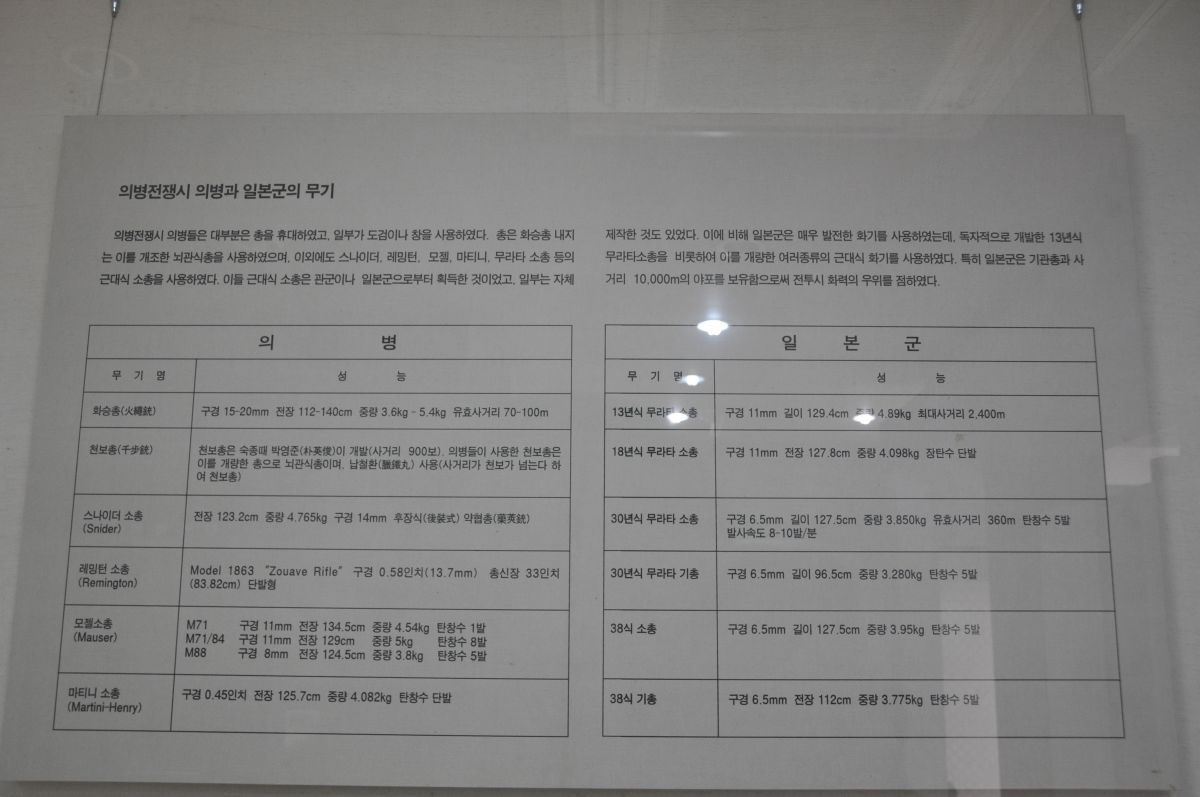 의병전쟁시 의병과 일본군의 무기
의병전쟁시 의병들은 대부분은 총을 휴대하였고, 일부가 도검이나 창을 사용하였다. 총은 화승총 내지
는 이를 개조한 뇌관식총을 사용하였으며, 이외에도 스나이더, 레밍턴, 모젤, 마티니, 무라타 소총 등의
근대식 소총을 사용하였다. 이들 근대식 소총은 관군이나 일본군으로부터 획득한 것이었고, 일부는 자체
제작한 것도 있었다. 이에 비해 일본군은 매우 발전한 화기를 사용하였는데, 독자적으로 개발한 13년식
무라타소총을 비롯하여 이를 개량한 여러종류의 근대식 화기를 사용하였다. 특히 일본군은 기관총과 사
거리 10,000m의 야포를 보유함으로써 전투시 화력의 우위를 점하였다.
의 병
무 기 명 성 능
화승총(火繩銃) 구경 15-20mm 전장 112-140cm 중량 3.6kg - 5.4kg 유효사거리 70-100m
천보총(千步銃) 천보총은 숙종때 박영준(朴英俊)이 개발(사거리 900보). 의병들이 사용한 천보총은
이를 개량한 총으로 뇌관식총이며, 납철환(鑞鐵丸) 사용(사거리가 천보가 넘는다 하
여 천보총)
스나이더 소총 전장 123.2cm 중량 4.765kg 구경 14mm 후장식(後裝式) 약협총(藥莢銃)
(Snider)
레밍턴 소총 Model 1863 "Zouave Rifle" 구경 0.58인치(13.7mm) 총신장 33인치
(Remington) (83.82cm) 단발형
모젤소총 M71 구경 11mm 전장 134.5cm 중량 4.54kg 탄창수 1발
(Mauser) M71/84 구경 11mm 전장 129cm 중량 5kg 탄창수 8발
M88 구경 8mm 전장 124.5cm 중량 3.8kg 탄창수 5발
마티니 소총 구경 0.45인치 전장 125.7cm 중량 4.082kg 탄창수 단발
(Martini-Henry)
일 본 군
무 기 명 성 능
13년식 무라타 소총 구경 11mm 길이 129.4cm 중량 4.89kg 최대사거리 2,400m
18년식 무라타 소총 구경 11mm 전장 127.8cm 중량 4.098kg 장탄수 단발
30년식 무라타 소총 구경 6.5mm 길이 127.5cm 중량 3.850kg 유효사거리 360m 탄창수 5발
발사속도 8-10발/분
30년식 무라타 기총 구경 6.5mm 길이 96.5cm 중량 3.280kg 탄창수 5발
38식 소총 구경 6.5mm 길이 127.5cm 중량 3.95kg 탄창수 5발
38식 기총 구경 6.5mm 전장 112cm 중량 3.775kg 탄창수 5발